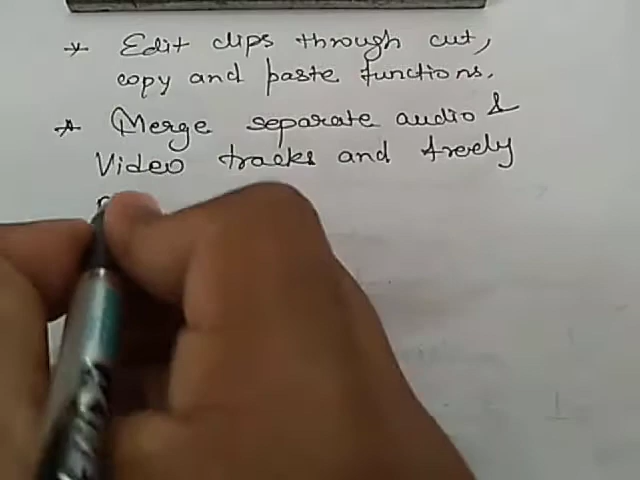 * Edit clips through cut,
copy and paste functions.
* Merge separate audio &
Video tracks and freely